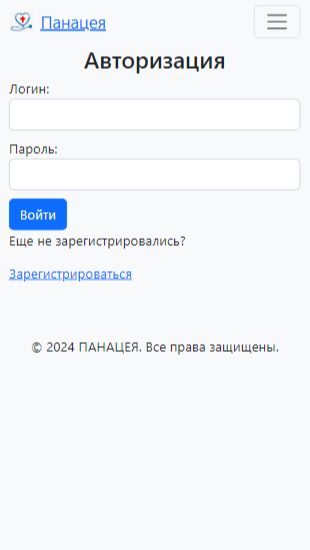 Панацея
Авторизация
Логин:
Пароль:
Войти
Еще не зарегистрировались?
Зарегистрироваться
© 2024 ПАНАЦЕЯ. Все права защищены.